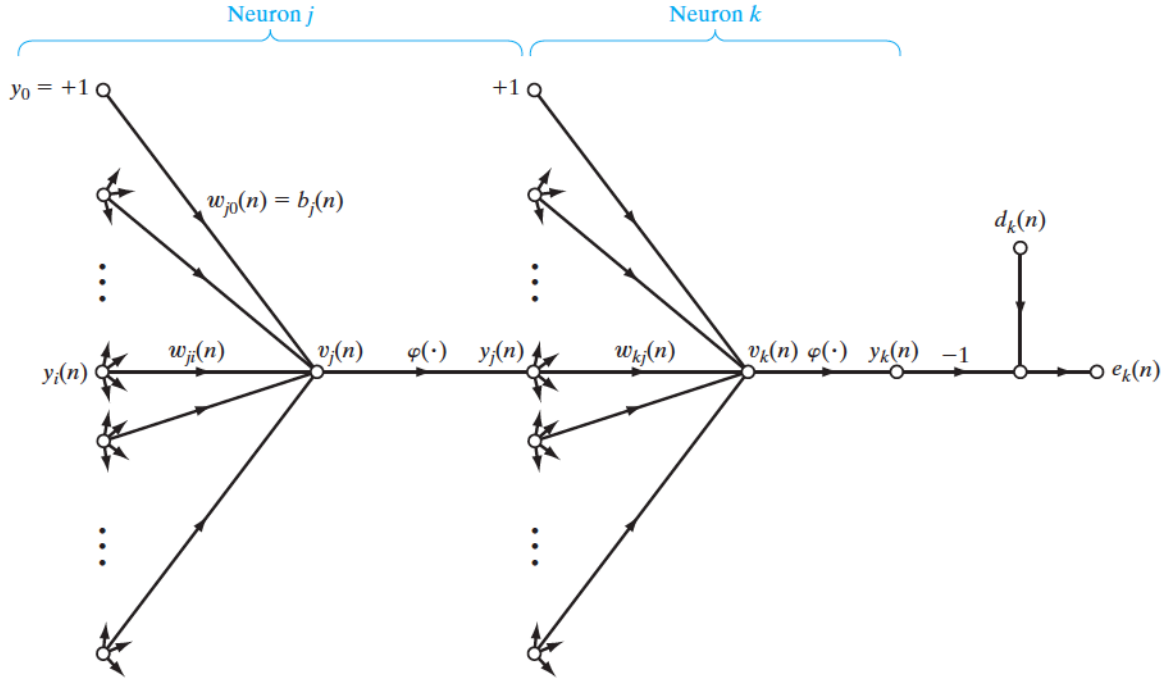 Neuron j
Neuron k
y₀ = +1
+1
wⱼ₀(n) = bⱼ(n)
dₖ(n)
yᵢ(n)
wⱼᵢ(n)
vⱼ(n)
φ(·)
yⱼ(n)
wₖⱼ(n)
vₖ(n)
φ(·)
yₖ(n)
−1
eₖ(n)